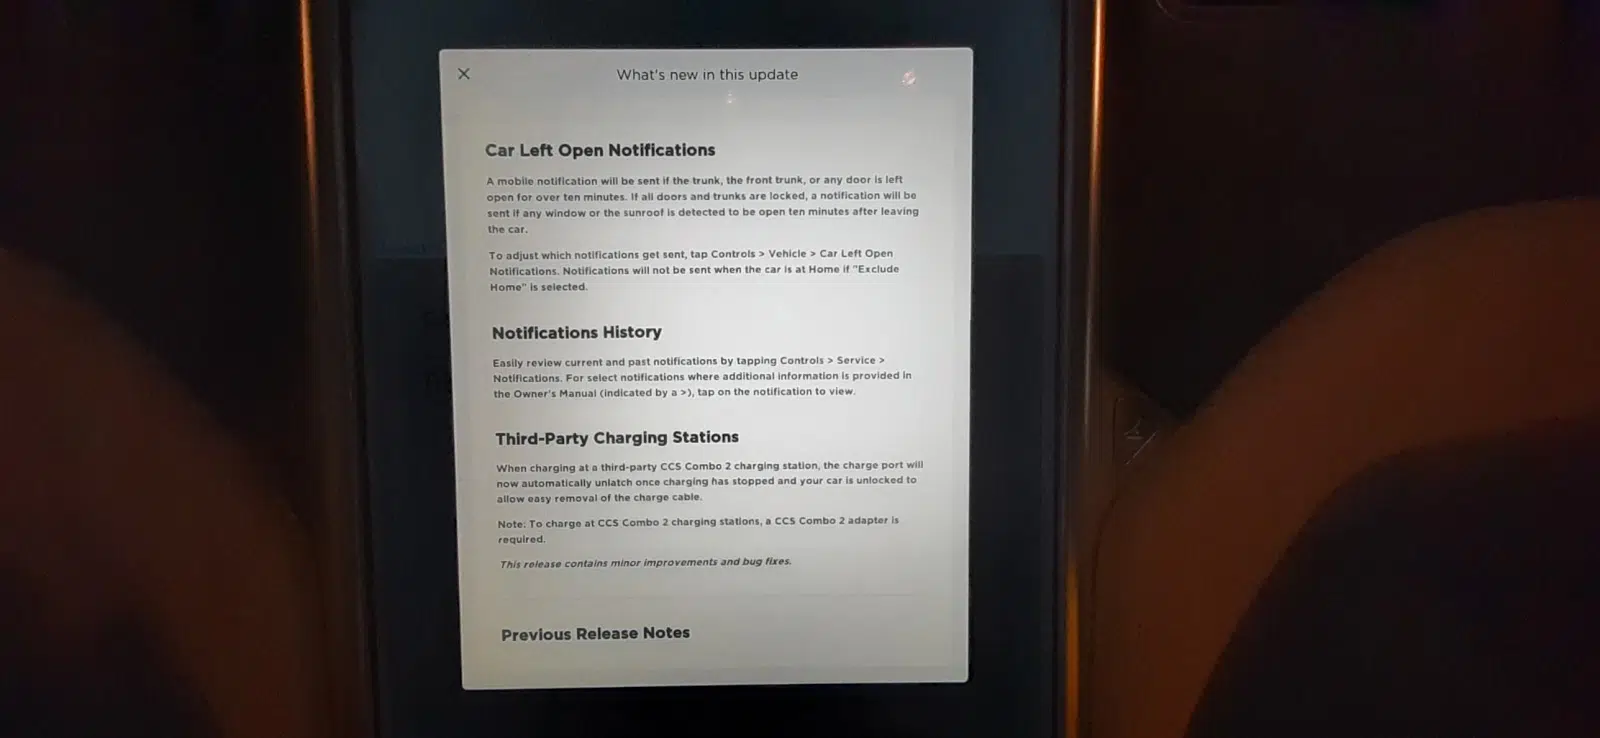 What's new in this update
Car Left Open Notifications
A mobile notification will be sent if the trunk, the front trunk, or any door is left
open for over ten minutes. If all doors and trunks are locked, a notification will be
sent if any window or the sunroof is detected to be open ten minutes after leaving
the car.
To adjust which notifications get sent, tap Controls > Vehicle > Car Left Open
Notifications. Notifications will not be sent when the car is at Home if "Exclude
Home" is selected.
Notifications History
Easily review current and past notifications by tapping Controls > Service >
Notifications. For select notifications where additional information is provided in
the Owner's Manual (indicated by a >), tap on the notification to view.
Third-Party Charging Stations
When charging at a third-party CCS Combo 2 charging station, the charge port will
now automatically unlatch once charging has stopped and your car is unlocked to
allow easy removal of the charge cable.
Note: To charge at CCS Combo 2 charging stations, a CCS Combo 2 adapter is
required.
This release contains minor improvements and bug fixes.
Previous Release Notes